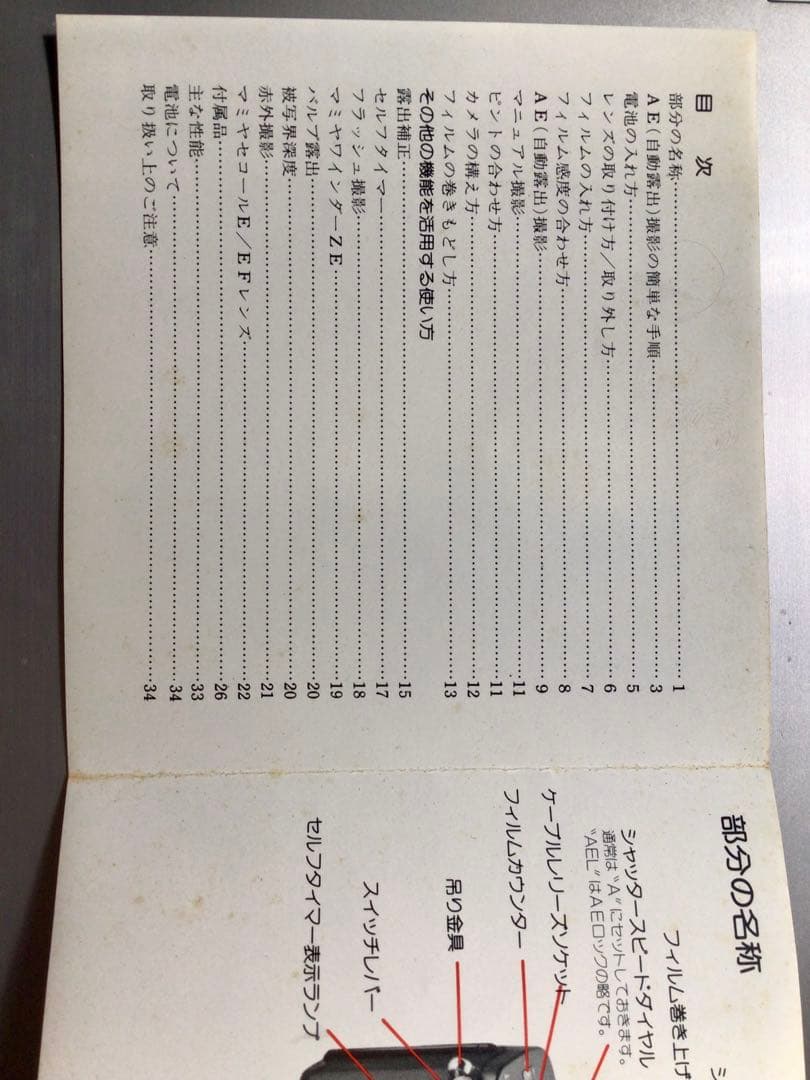 目次
部分の名称……………1
AE(自動露出)撮影の簡単な手順……………3
電池の入れ方……………5
レンズの取り付け方／取り外し方……………6
フィルムの入れ方……………7
フィルム感度の合わせ方……………8
AE(自動露出)撮影……………9
マニュアル撮影……………11
ピントの合わせ方……………11
カメラの構え方……………12
フィルムの巻きもどし方……………13
その他の機能を活用する使い方
露出補正……………15
セルフタイマー……………17
フラッシュ撮影……………18
マミヤワインダーZE……………19
バルブ露出……………20
被写界深度……………20
赤外撮影……………21
マミヤセコールE／EFレンズ……………22
付属品……………26
主な性能……………33
電池について……………34
取り扱い上のご注意……………34
部分の名称
フィルム巻き上げ
シャッタースピードダイヤル
通常は“A”にセットしておきます。
“AEL”はAEロックの略です。
ケーブルレリーズソケット
フィルムカウンター
吊り金具
スイッチレバー
セルフタイマー表示ランプ